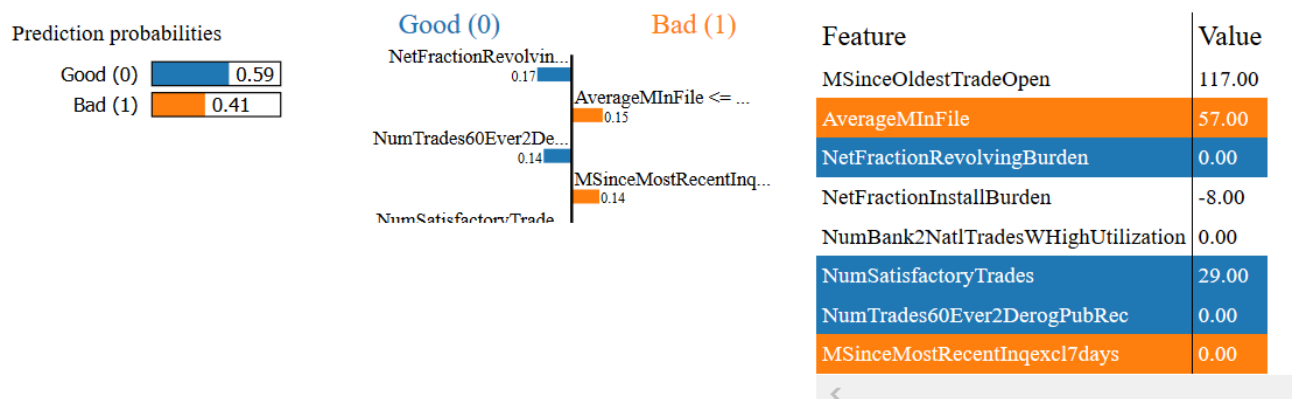 Prediction probabilities
Good (0) 0.59
Bad (1) 0.41
Good (0) Bad (1)
NetFractionRevolvin...
0.17
AverageMInFile <= ...
0.15
NumTrades60Ever2De...
0.14
MSinceMostRecentInq...
0.14
NumSatisfactoryTrade
Feature Value
MSinceOldestTradeOpen 117.00
AverageMInFile 57.00
NetFractionRevolvingBurden 0.00
NetFractionInstallBurden -8.00
NumBank2NatlTradesWHighUtilization 0.00
NumSatisfactoryTrades 29.00
NumTrades60Ever2DerogPubRec 0.00
MSinceMostRecentInqexcl7days 0.00